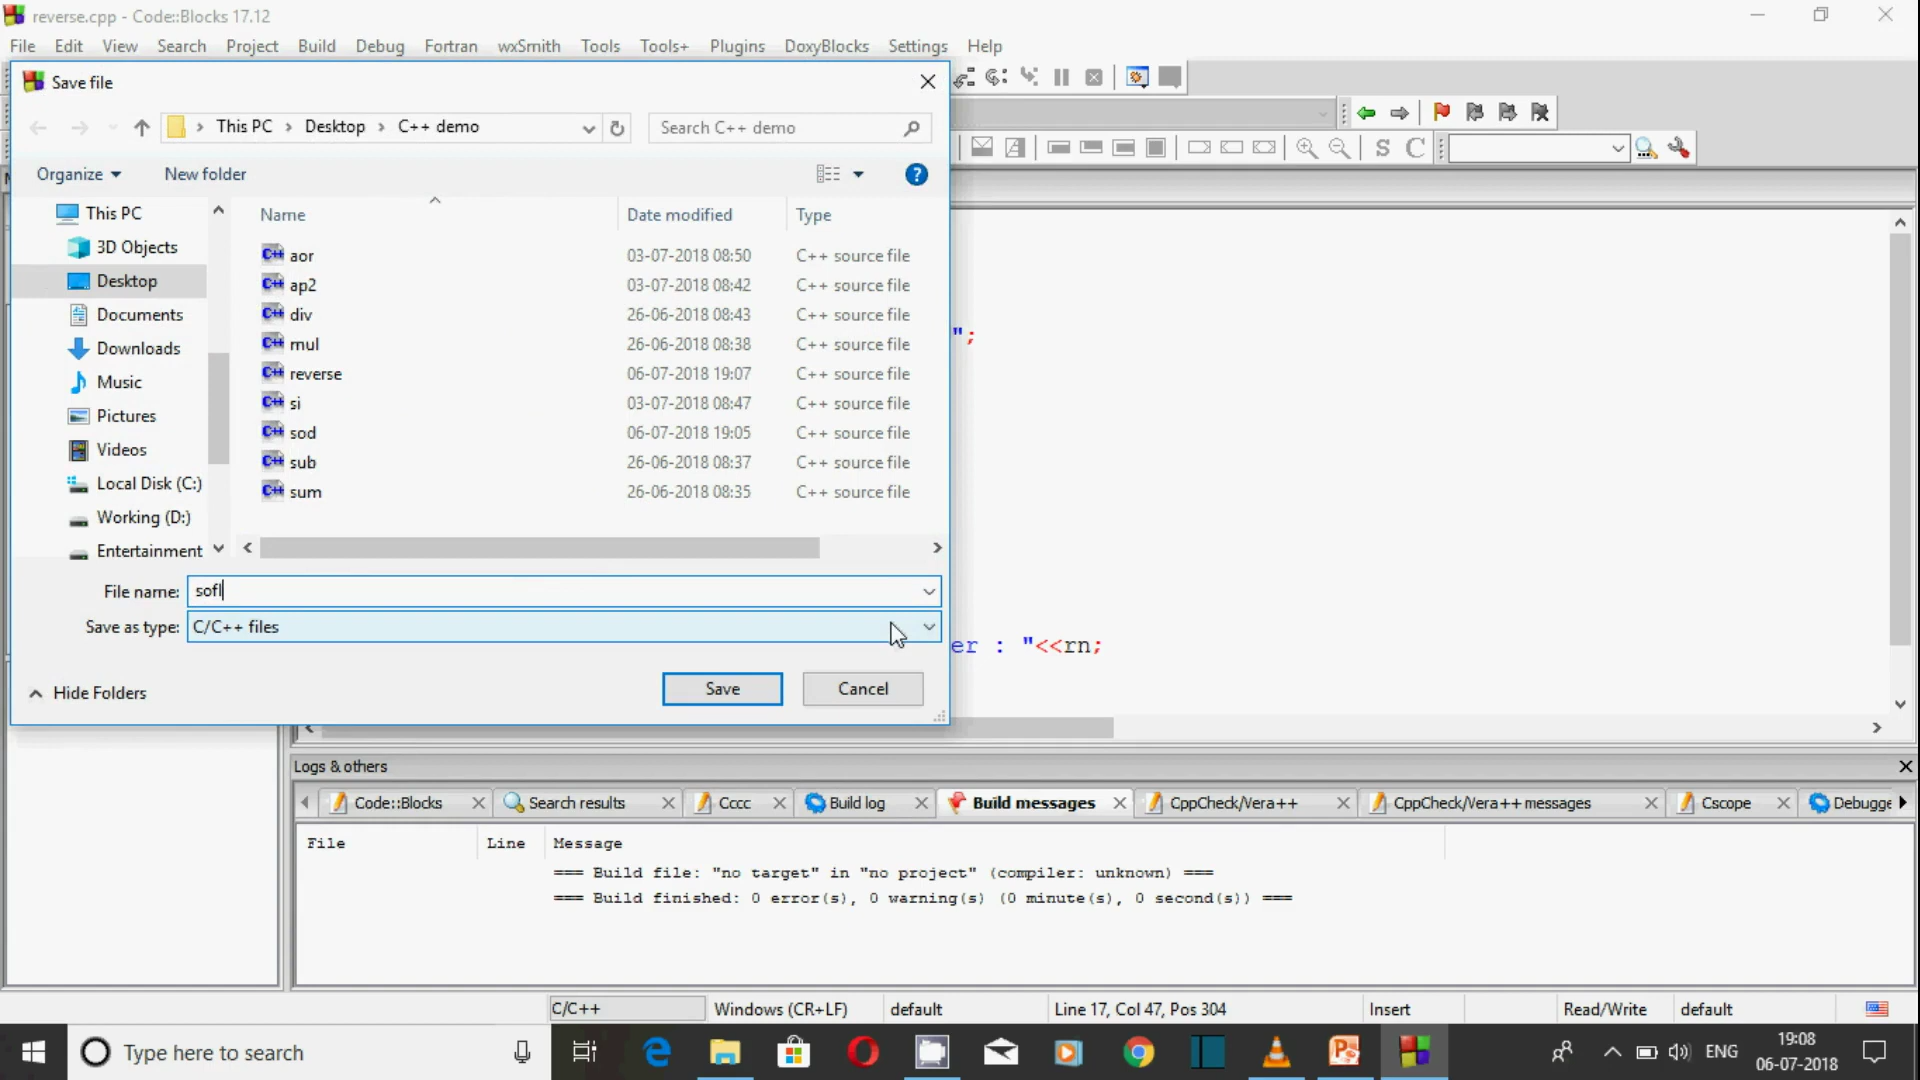 reverse.cpp - Code::Blocks 17.12
File Edit View Search Project Build Debug Fortran wxSmith Tools Tools+ Plugins DoxyBlocks Settings Help
Save file
This PC Desktop C++ demo
Search C++ demo
Organize New folder
This PC
3D Objects
Desktop
Documents
Downloads
Music
Pictures
Videos
Local Disk (C:)
Working (D:)
Entertainment
Name Date modified Type
C++ aor 03-07-2018 08:50 C++ source file
C++ ap2 03-07-2018 08:42 C++ source file
C++ div 26-06-2018 08:43 C++ source file
C++ mul 26-06-2018 08:38 C++ source file
C++ reverse 06-07-2018 19:07 C++ source file
C++ si 03-07-2018 08:47 C++ source file
C++ sod 06-07-2018 19:05 C++ source file
C++ sub 26-06-2018 08:37 C++ source file
C++ sum 26-06-2018 08:35 C++ source file
File name: sofl
Save as type: C/C++ files
Hide Folders
Save Cancel
S C
";
er : "<<rn;
Logs & others
Code::Blocks Search results Cccc Build log Build messages CppCheck/Vera++ CppCheck/Vera++ messages Cscope Debugge
File Line Message
=== Build file: "no target" in "no project" (compiler: unknown) ===
=== Build finished: 0 error(s), 0 warning(s) (0 minute(s), 0 second(s)) ===
C/C++ Windows (CR+LF) default Line 17, Col 47, Pos 304 Insert Read/Write default
Type here to search
ENG
19:08
06-07-2018